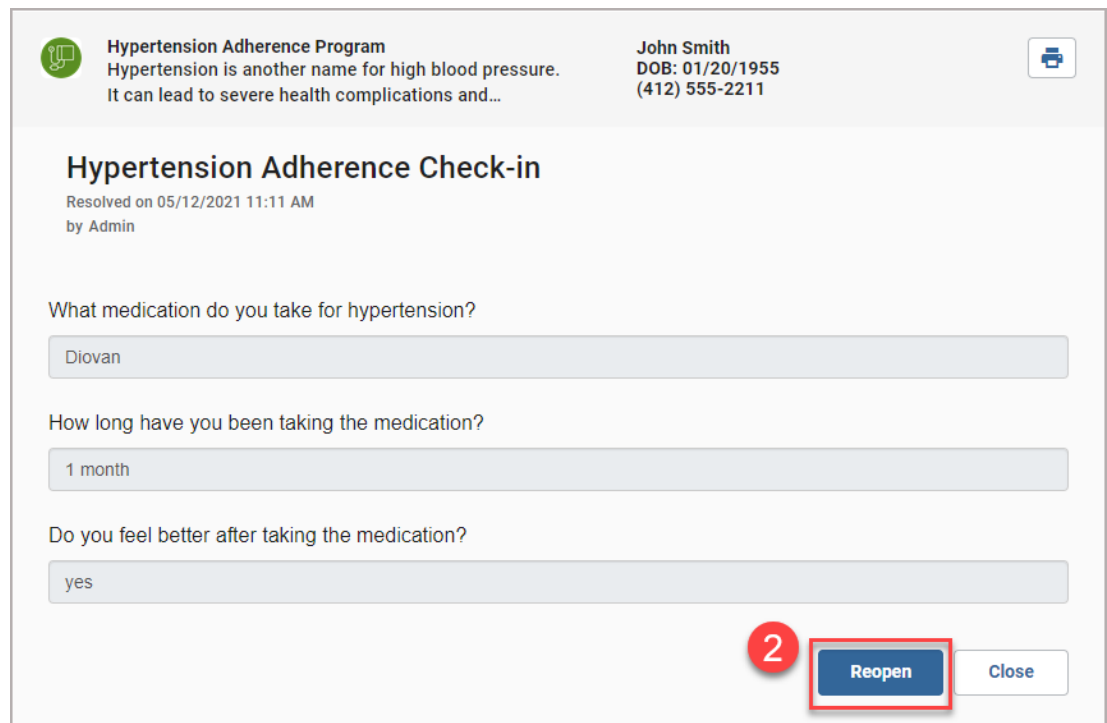 Hypertension Adherence Program
Hypertension is another name for high blood pressure.
It can lead to severe health complications and…
John Smith
DOB: 01/20/1955
(412) 555-2211
Hypertension Adherence Check-in
Resolved on 05/12/2021 11:11 AM
by Admin
What medication do you take for hypertension?
Diovan
How long have you been taking the medication?
1 month
Do you feel better after taking the medication?
yes
2
Reopen
Close